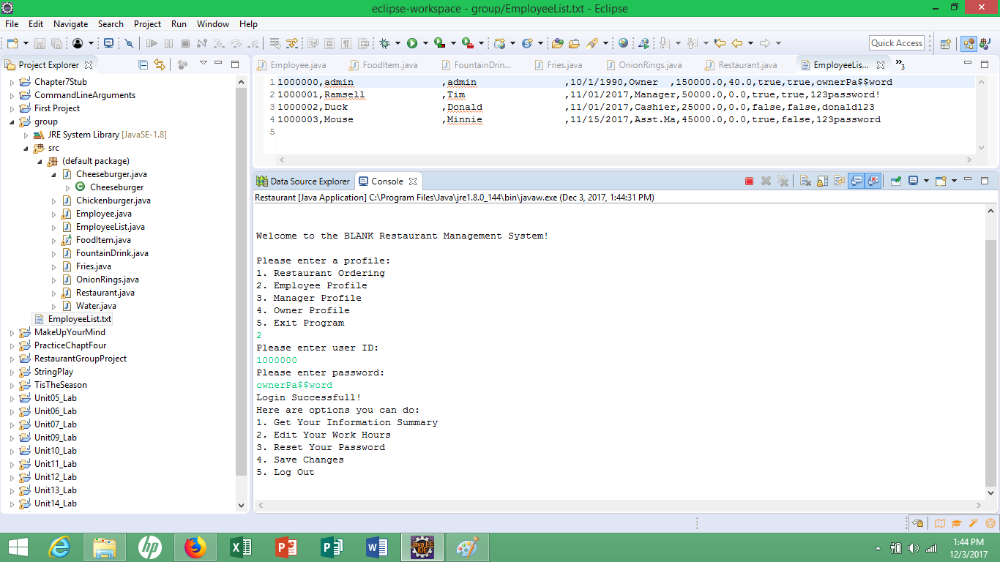 eclipse-workspace - group/EmployeeList.txt - Eclipse
File Edit Navigate Search Project Run Window Help
Quick Access
Project Explorer
Chapter7Stub
CommandLineArguments
First Project
group
JRE System Library [JavaSE-1.8]
src
(default package)
Cheeseburger.java
Cheeseburger
Chickenburger.java
Employee.java
EmployeeList.java
FoodItem.java
FountainDrink.java
Fries.java
OnionRings.java
Restaurant.java
Water.java
EmployeeList.txt
MakeUpYourMind
PracticeChaptFour
RestaurantGroupProject
StringPlay
TisTheSeason
Unit05_Lab
Unit06_Lab
Unit07_Lab
Unit09_Lab
Unit10_Lab
Unit11_Lab
Unit12_Lab
Unit13_Lab
Unit14_Lab
Employee.java FoodItem.java FountainDrin... Fries.java OnionRings.java Restaurant.java EmployeeLis... 3
1 1000000,admin ,admin ,10/1/1990,Owner ,150000.0,40.0,true,true,ownerPa$$word
2 1000001,Ramsell ,Tim ,11/01/2017,Manager,50000.0,0.0,true,true,123password!
3 1000002,Duck ,Donald ,11/01/2017,Cashier,25000.0,0.0,false,false,donald123
4 1000003,Mouse ,Minnie ,11/15/2017,Asst.Ma,45000.0,0.0,true,false,123password
5
Data Source Explorer Console
Restaurant [Java Application] C:\Program Files\Java\jre1.8.0_144\bin\javaw.exe (Dec 3, 2017, 1:44:31 PM)
Welcome to the BLANK Restaurant Management System!
Please enter a profile:
1. Restaurant Ordering
2. Employee Profile
3. Manager Profile
4. Owner Profile
5. Exit Program
2
Please enter user ID:
1000000
Please enter password:
ownerPa$$word
Login Successfull!
Here are options you can do:
1. Get Your Information Summary
2. Edit Your Work Hours
3. Reset Your Password
4. Save Changes
5. Log Out
Java EE
IDE
1:44 PM
12/3/2017